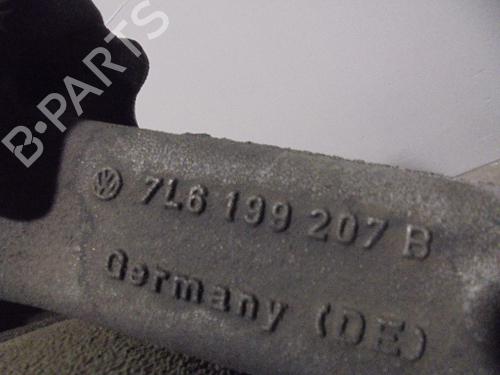 B·PARTS
7L6 199 207 B
Germany (DE)